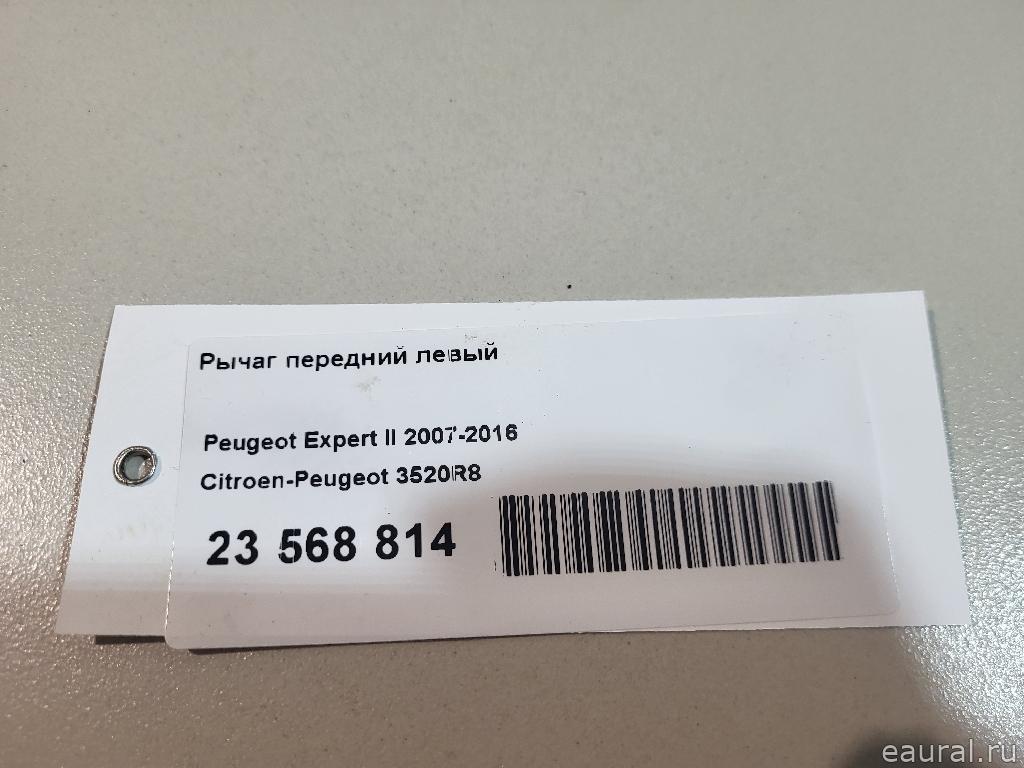 Рычаг передний левый
Peugeot Expert II 2007-2016
Citroen-Peugeot 3520R8
23 568 814
eaural.ru